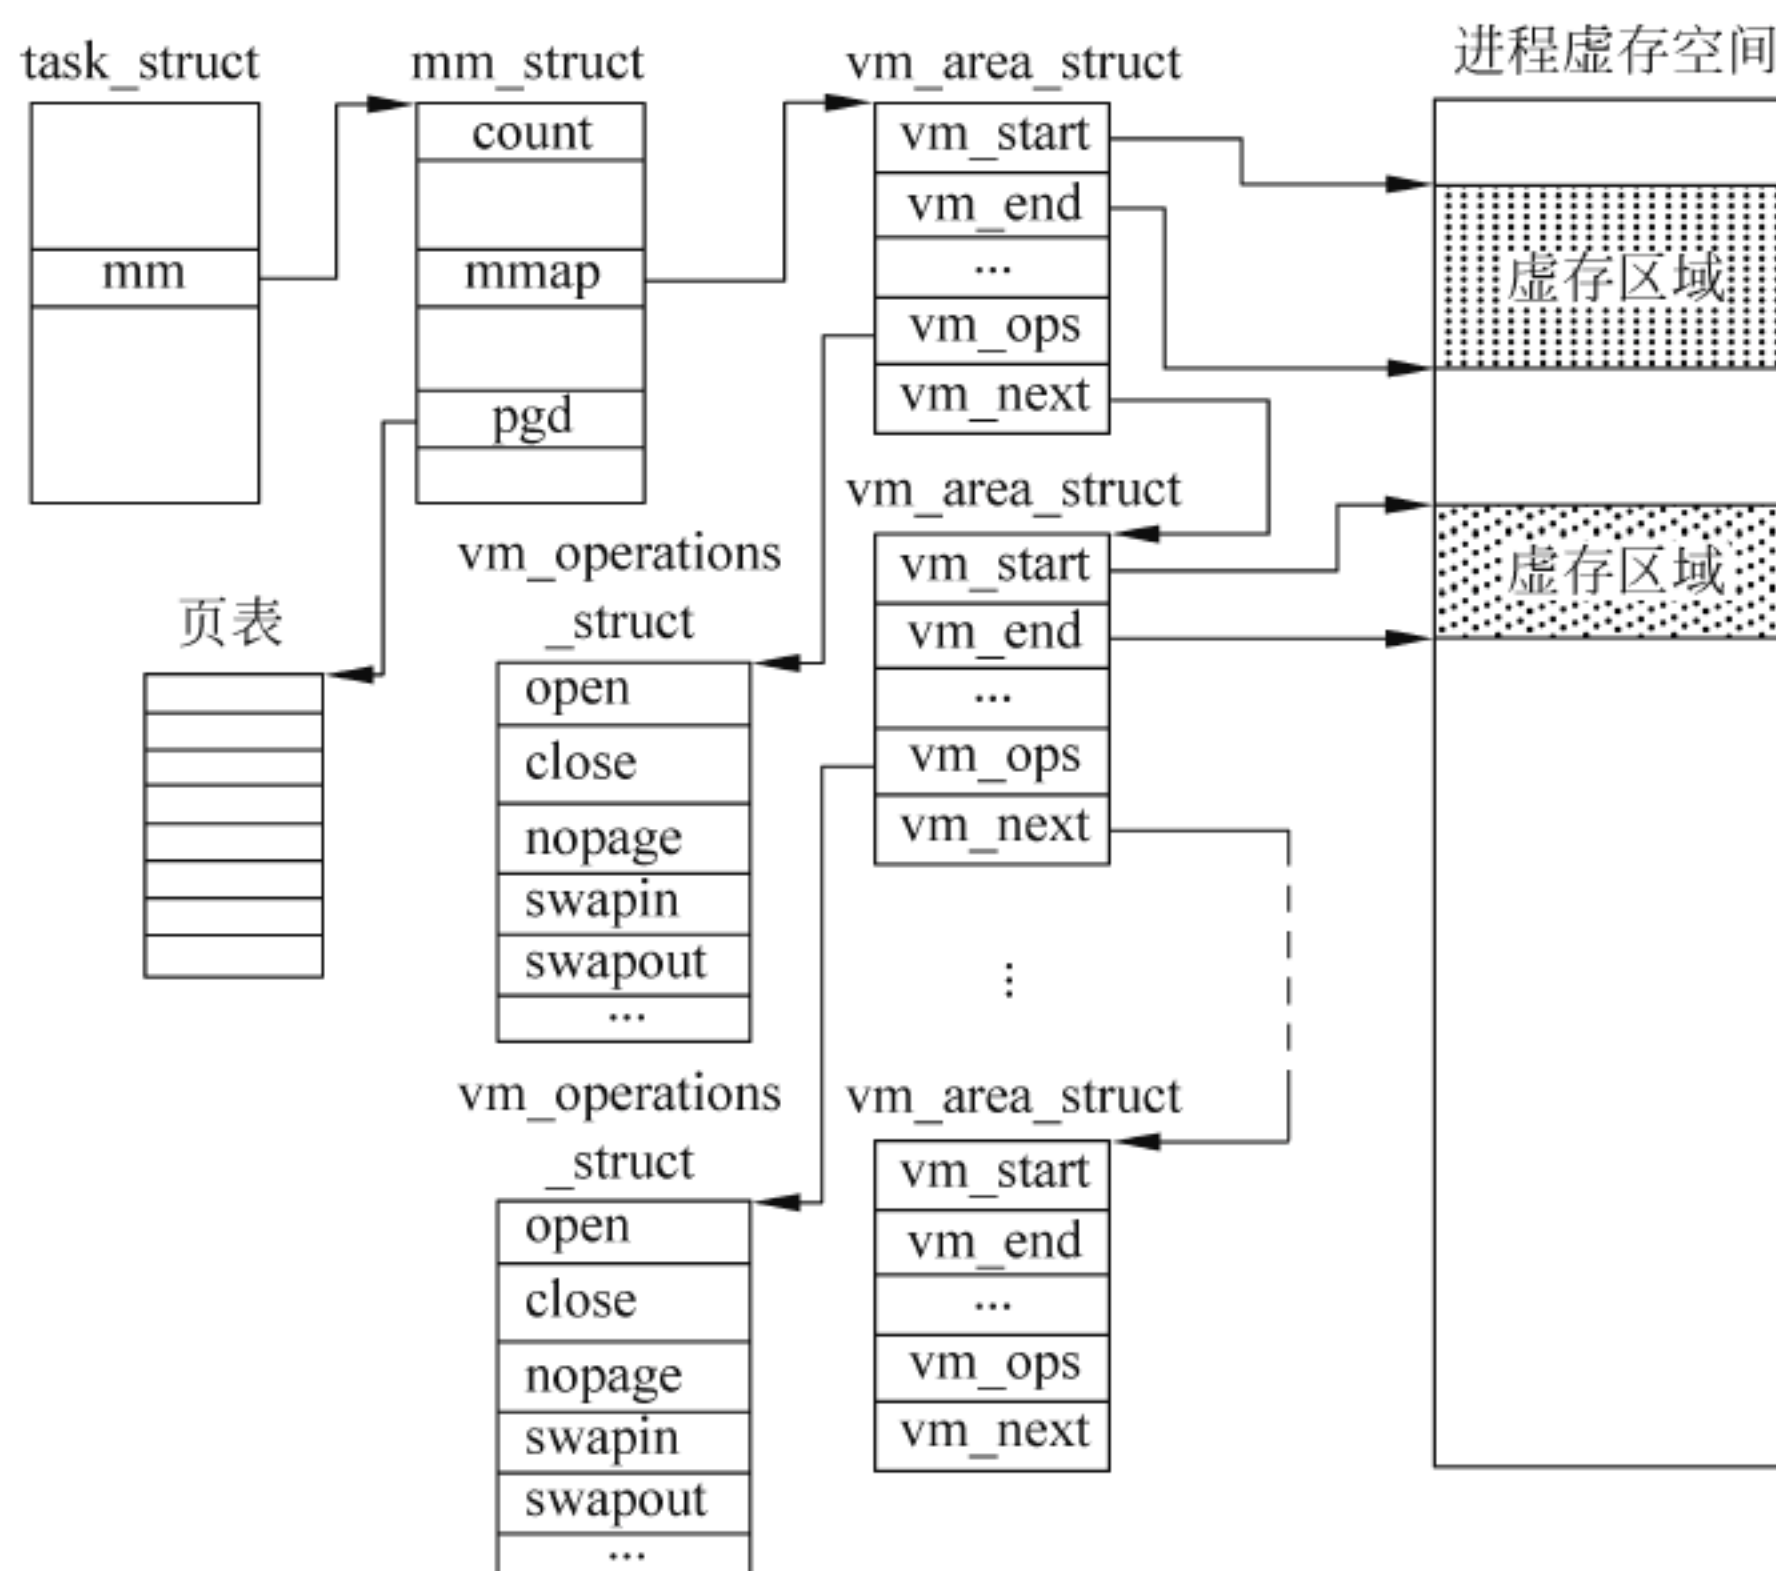 task_struct
mm
mm_struct
count
mmap
pgd
vm_area_struct
vm_start
vm_end
...
vm_ops
vm_next
进程虚存空间
虚存区域
虚存区域
vm_area_struct
vm_start
vm_end
...
vm_ops
vm_next
页表
vm_operations
_struct
open
close
nopage
swapin
swapout
...
⋮
vm_operations
_struct
open
close
nopage
swapin
swapout
...
vm_area_struct
vm_start
vm_end
...
vm_ops
vm_next